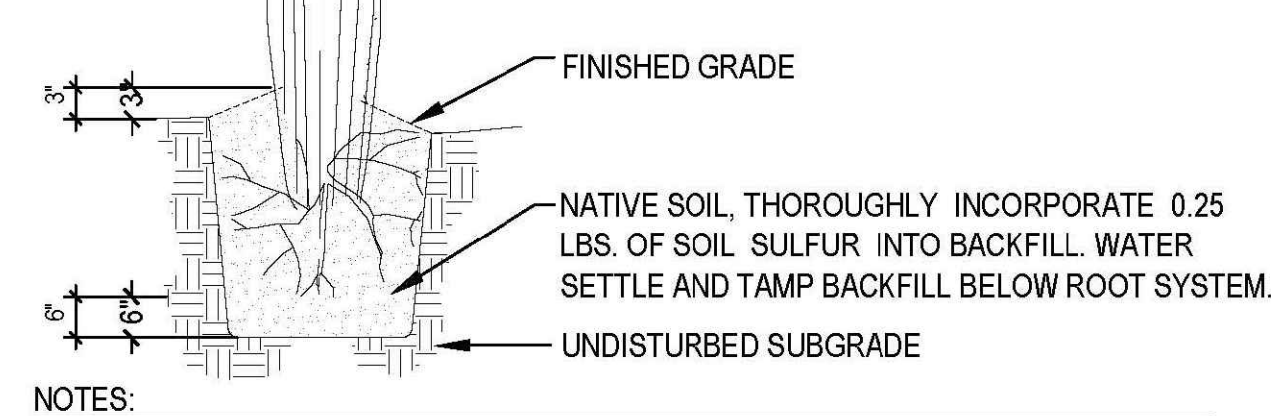 FINISHED GRADE
3" 3"
NATIVE SOIL, THOROUGHLY INCORPORATE 0.25
LBS. OF SOIL SULFUR INTO BACKFILL. WATER
SETTLE AND TAMP BACKFILL BELOW ROOT SYSTEM.
6" 6"
UNDISTURBED SUBGRADE
NOTES: